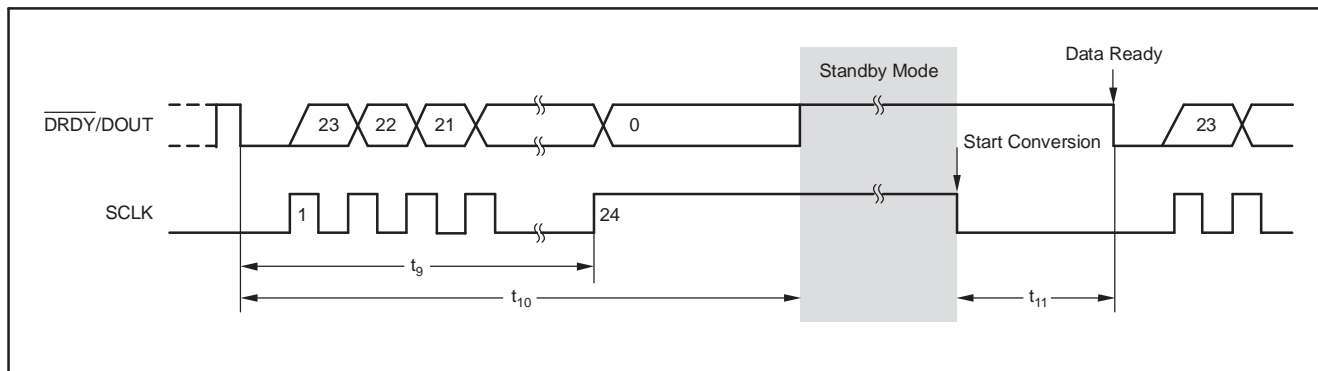 Data Ready
Standby Mode
DRDY/DOUT
23
22
21
0
23
Start Conversion
SCLK
1
24
t9
t10
t11